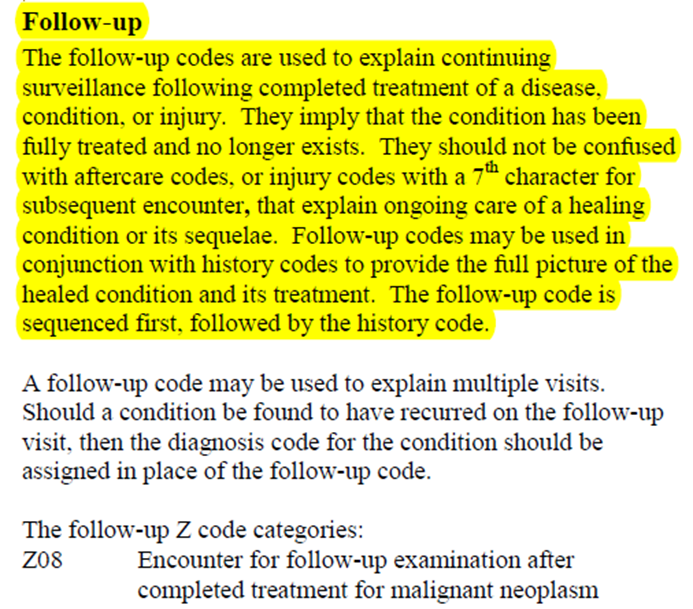 Follow-up
The follow-up codes are used to explain continuing
surveillance following completed treatment of a disease,
condition, or injury.  They imply that the condition has been
fully treated and no longer exists.  They should not be confused
with aftercare codes, or injury codes with a 7th character for
subsequent encounter, that explain ongoing care of a healing
condition or its sequelae.  Follow-up codes may be used in
conjunction with history codes to provide the full picture of the
healed condition and its treatment.  The follow-up code is
sequenced first, followed by the history code.
A follow-up code may be used to explain multiple visits.
Should a condition be found to have recurred on the follow-up
visit, then the diagnosis code for the condition should be
assigned in place of the follow-up code.
The follow-up Z code categories:
Z08 Encounter for follow-up examination after
completed treatment for malignant neoplasm